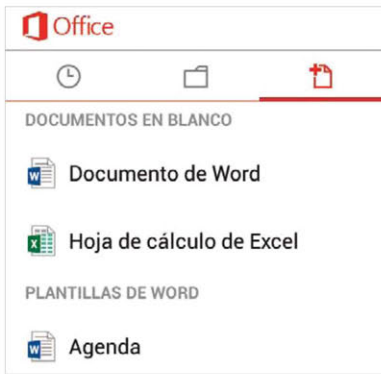 Office
DOCUMENTOS EN BLANCO
Documento de Word
Hoja de cálculo de Excel
PLANTILLAS DE WORD
Agenda